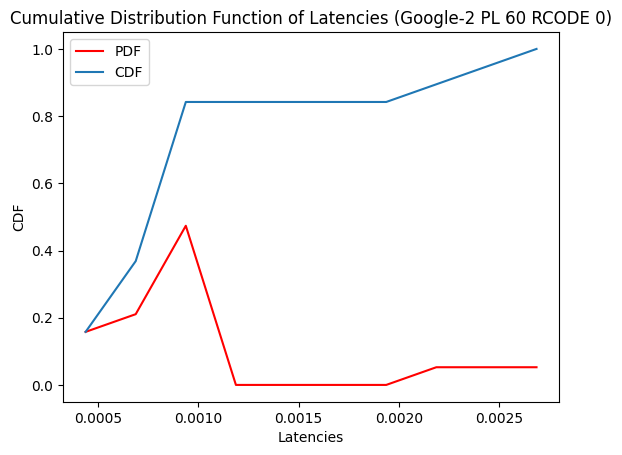 Cumulative Distribution Function of Latencies (Google-2 PL 60 RCODE 0)
PDF
CDF
1.0
0.8
0.6
0.4
0.2
0.0
CDF
0.0005 0.0010 0.0015 0.0020 0.0025
Latencies